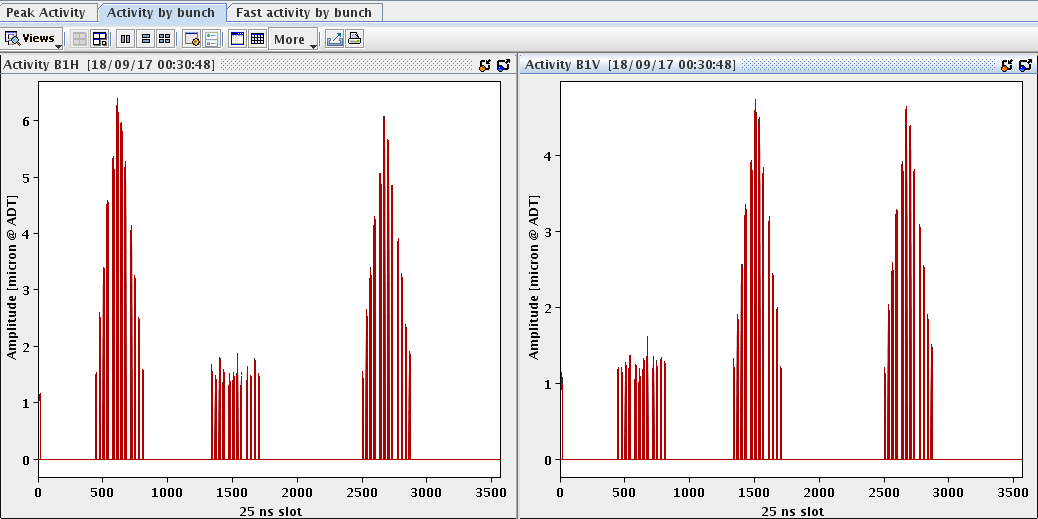 Peak Activity Activity by bunch Fast activity by bunch
Views More
Activity B1H [18/09/17 00:30:48]
Amplitude [micron @ ADT]
6
5
4
3
2
1
0
0 500 1000 1500 2000 2500 3000 3500
25 ns slot
Activity B1V [18/09/17 00:30:48]
Amplitude [micron @ ADT]
4
3
2
1
0
0 500 1000 1500 2000 2500 3000 3500
25 ns slot